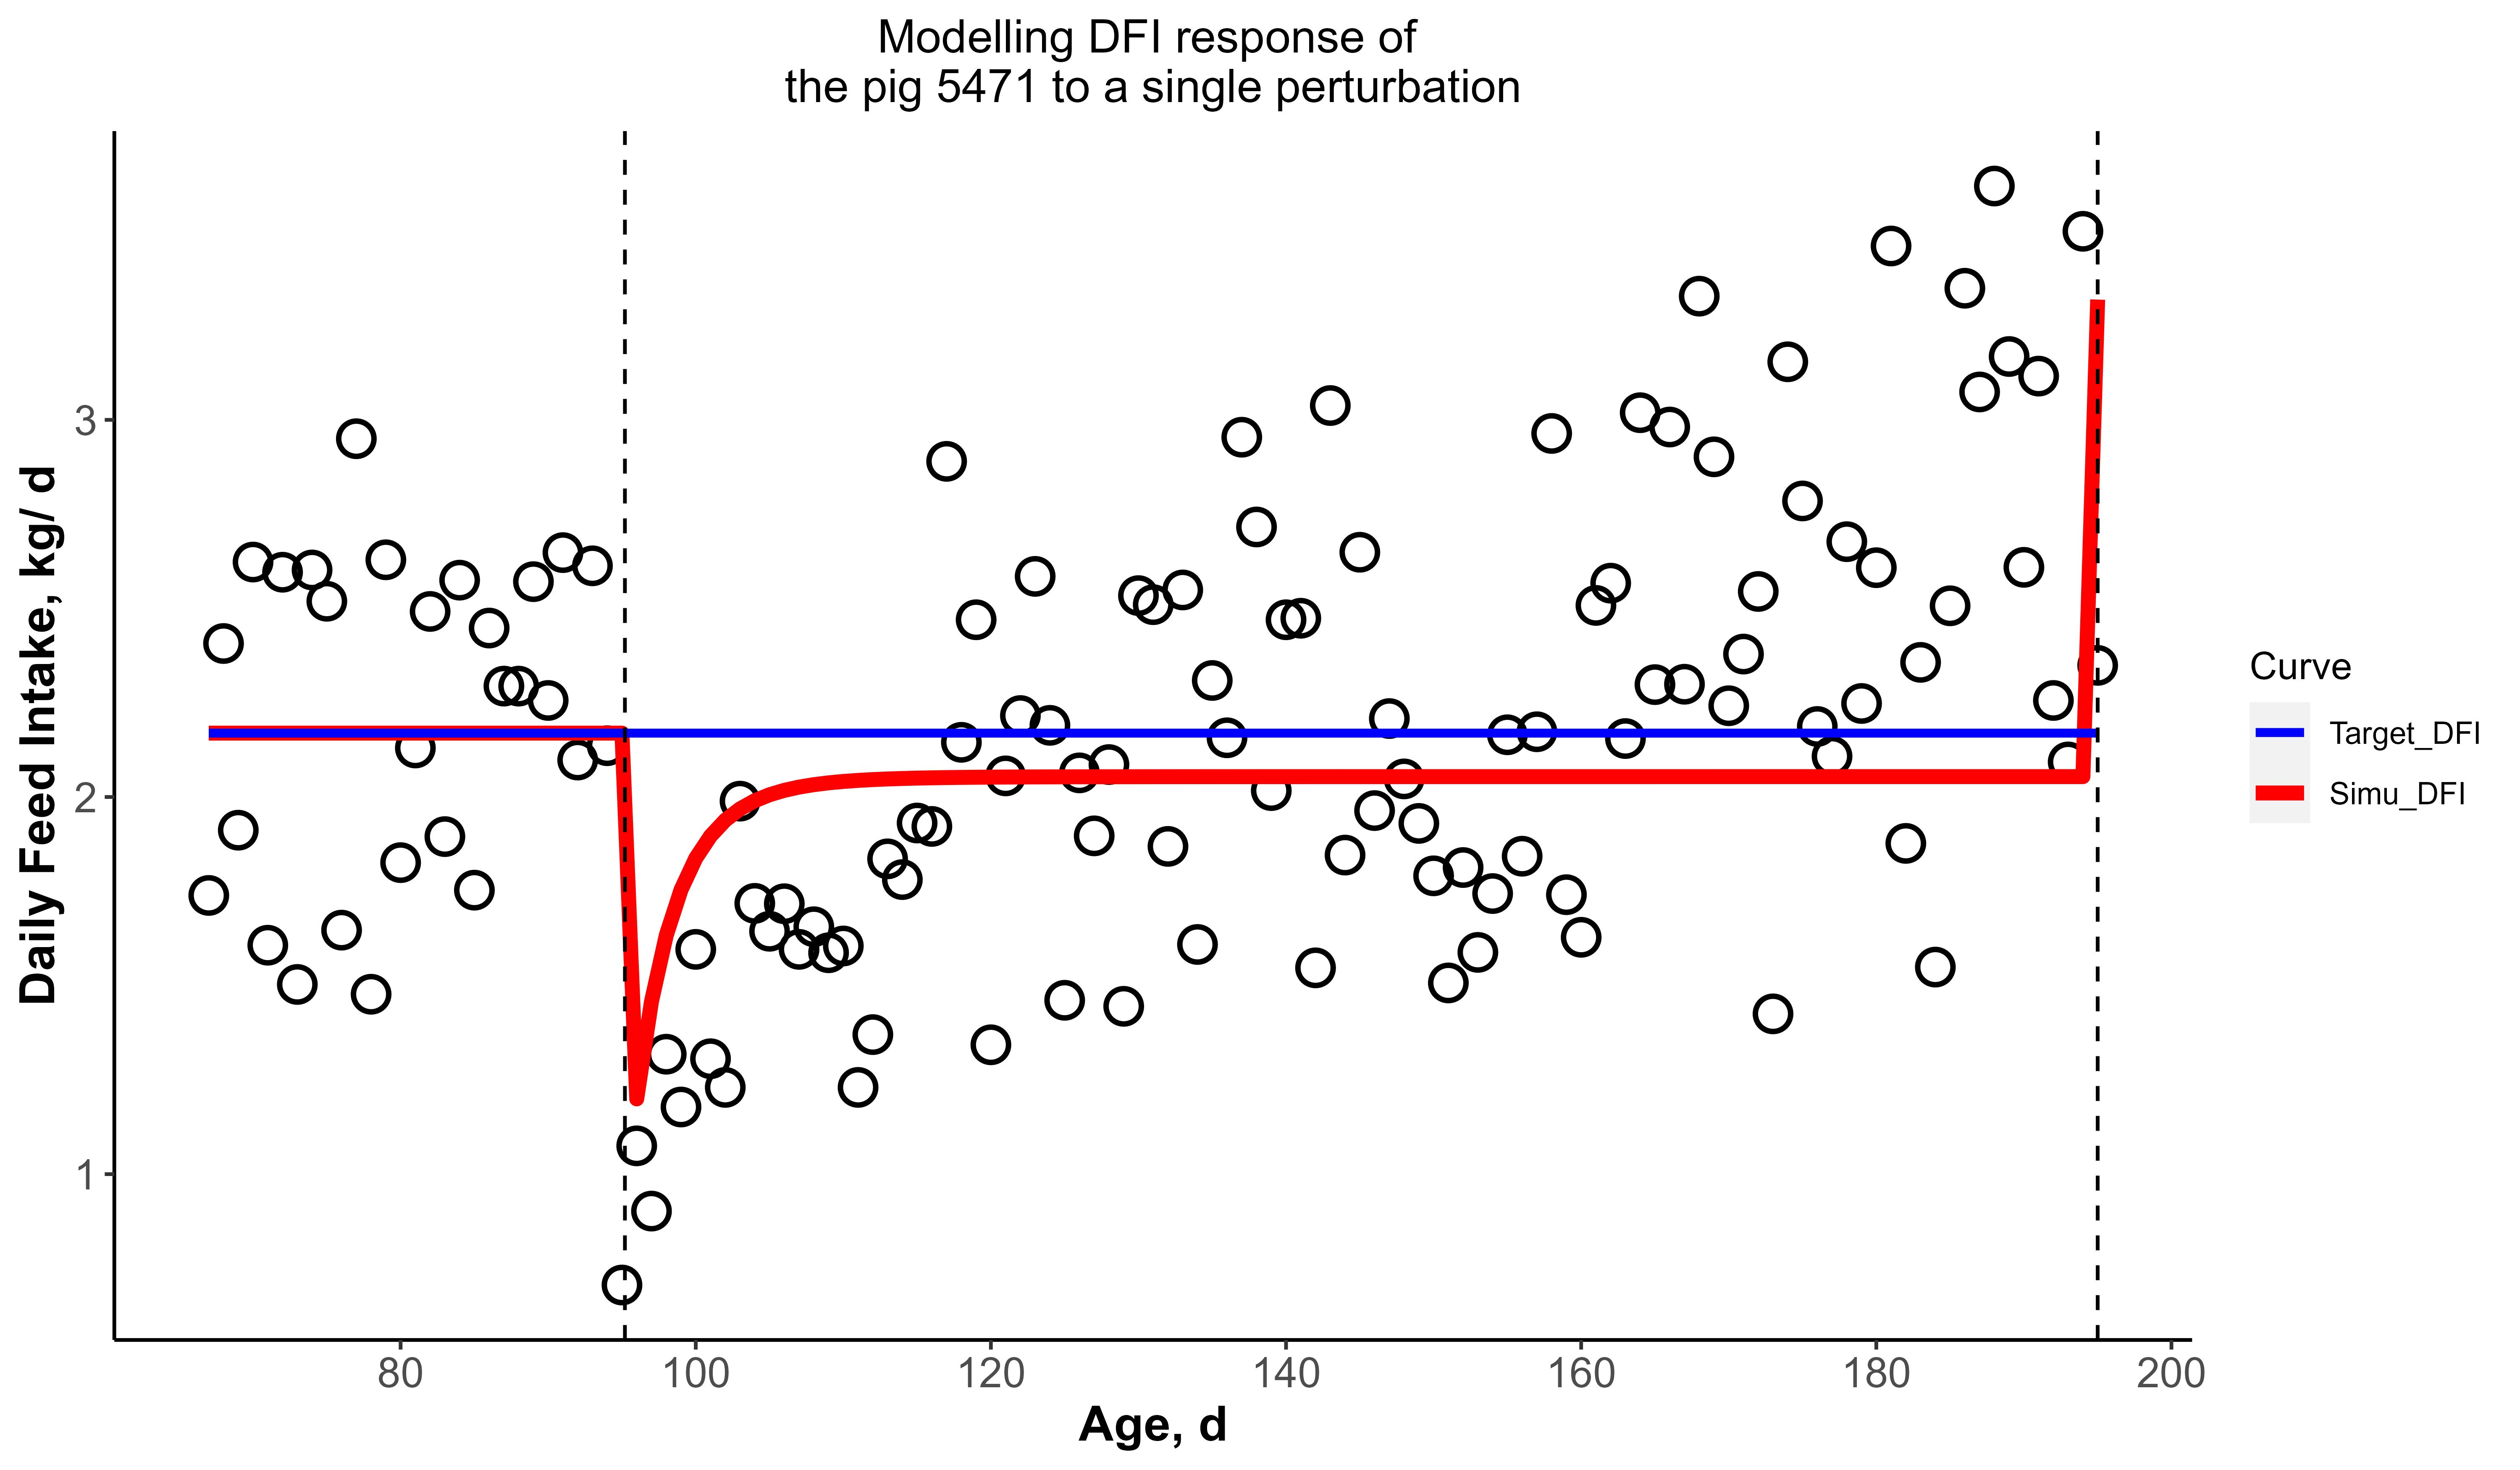 Modelling DFI response of
the pig 5471 to a single perturbation
Daily Feed Intake, kg/ d
3
2
1
80 100 120 140 160 180 200
Age, d
Curve
Target_DFI
Simu_DFI